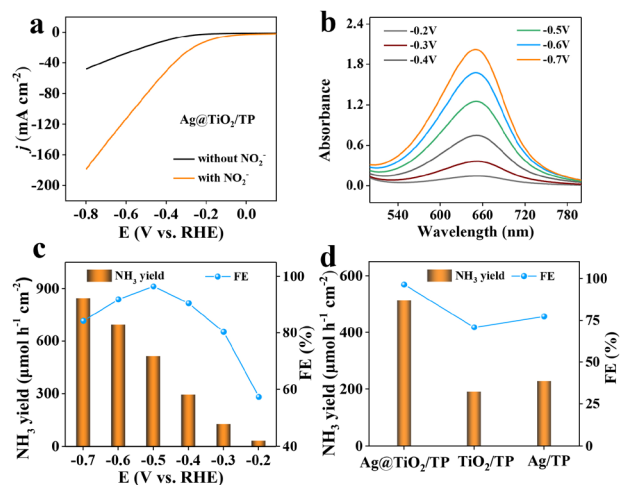 a
j (mA cm⁻²)
0
-40
-80
-120
-160
-200
Ag@TiO₂/TP
without NO₂⁻
with NO₂⁻
-0.8 -0.6 -0.4 -0.2 0.0
E (V vs. RHE)
b
Absorbance
2.4
1.8
1.2
0.6
0.0
-0.2V -0.5V
-0.3V -0.6V
-0.4V -0.7V
540 600 660 720 780
Wavelength (nm)
c
NH₃ yield FE
NH₃ yield (μmol h⁻¹ cm⁻²)
900
600
300
0
100
80
60
40
FE (%)
-0.7 -0.6 -0.5 -0.4 -0.3 -0.2
E (V vs. RHE)
d
NH₃ yield FE
NH₃ yield (μmol h⁻¹ cm⁻²)
600
400
200
0
100
75
50
25
0
FE (%)
Ag@TiO₂/TP TiO₂/TP Ag/TP